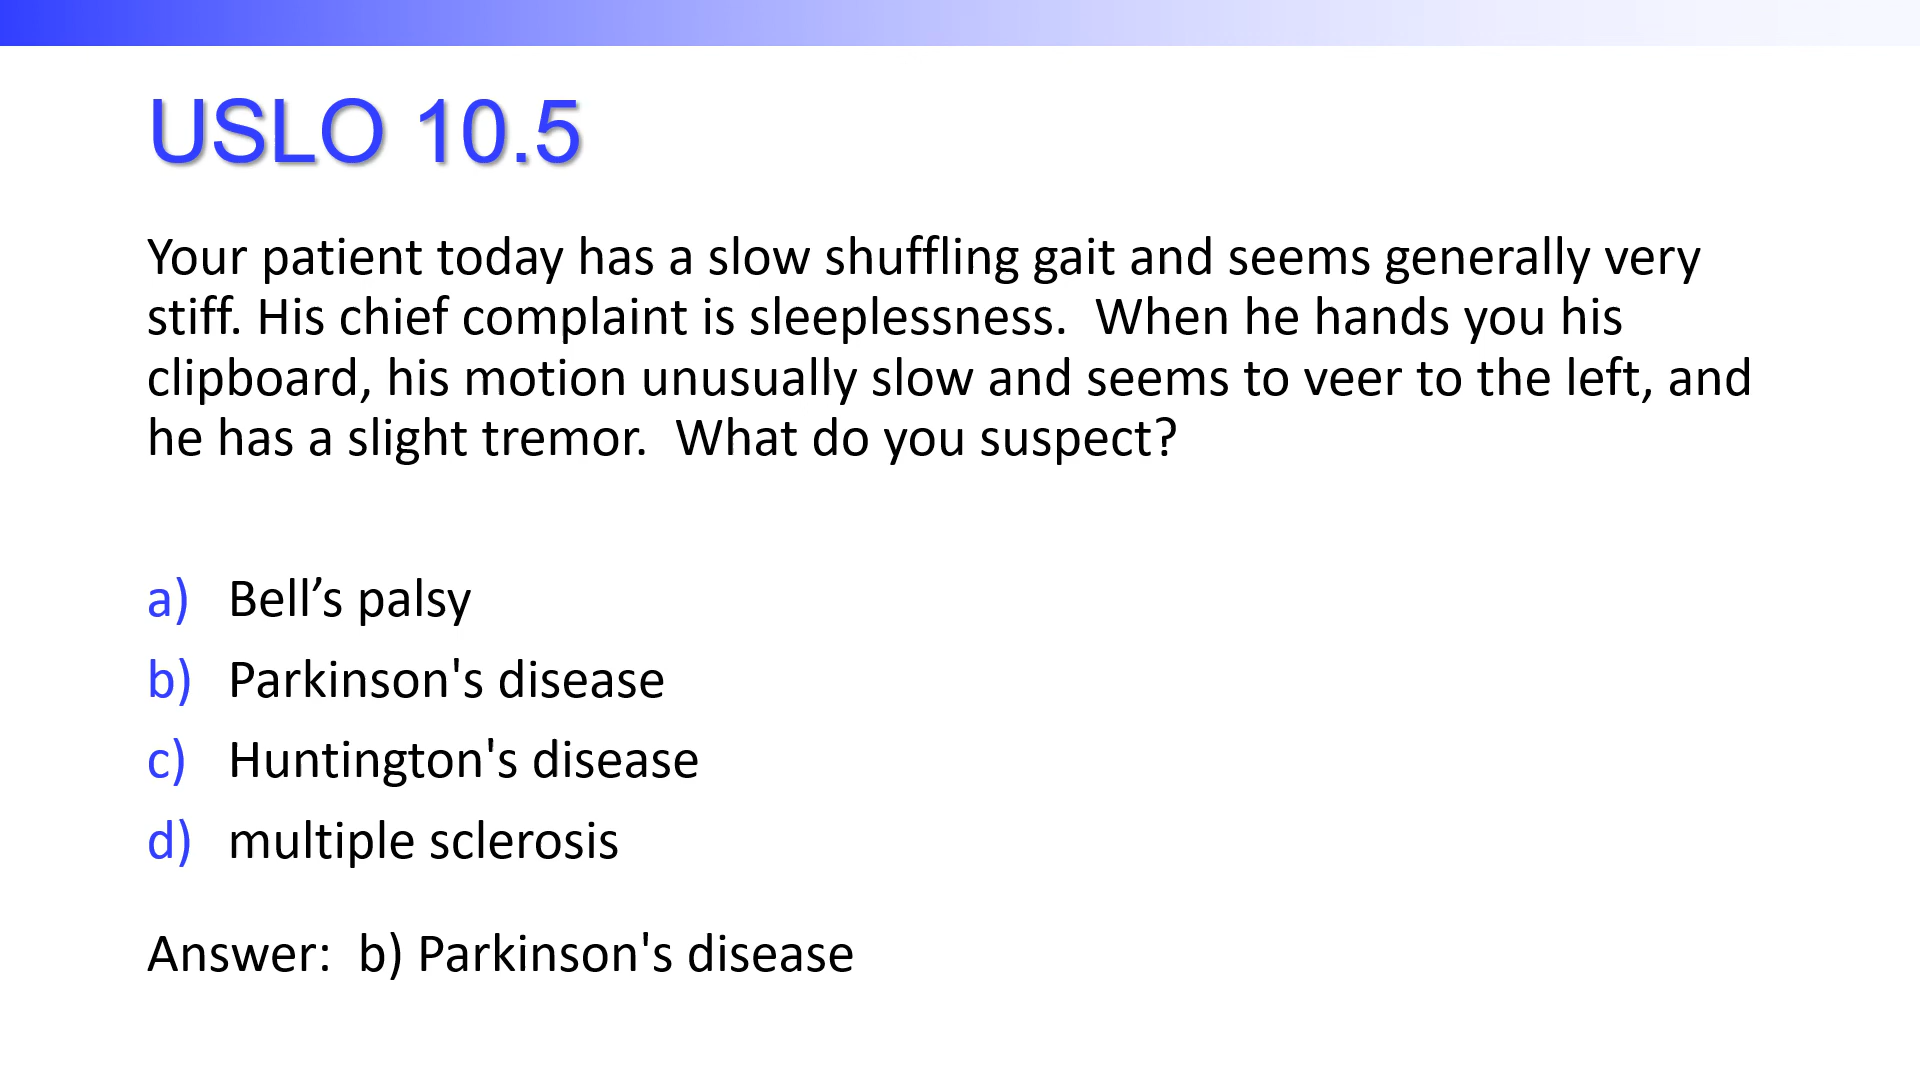 USLO 10.5
Your patient today has a slow shuffling gait and seems generally very
stiff. His chief complaint is sleeplessness.  When he hands you his
clipboard, his motion unusually slow and seems to veer to the left, and
he has a slight tremor.  What do you suspect?
a) Bell’s palsy
b) Parkinson's disease
c) Huntington's disease
d) multiple sclerosis
Answer:  b) Parkinson's disease